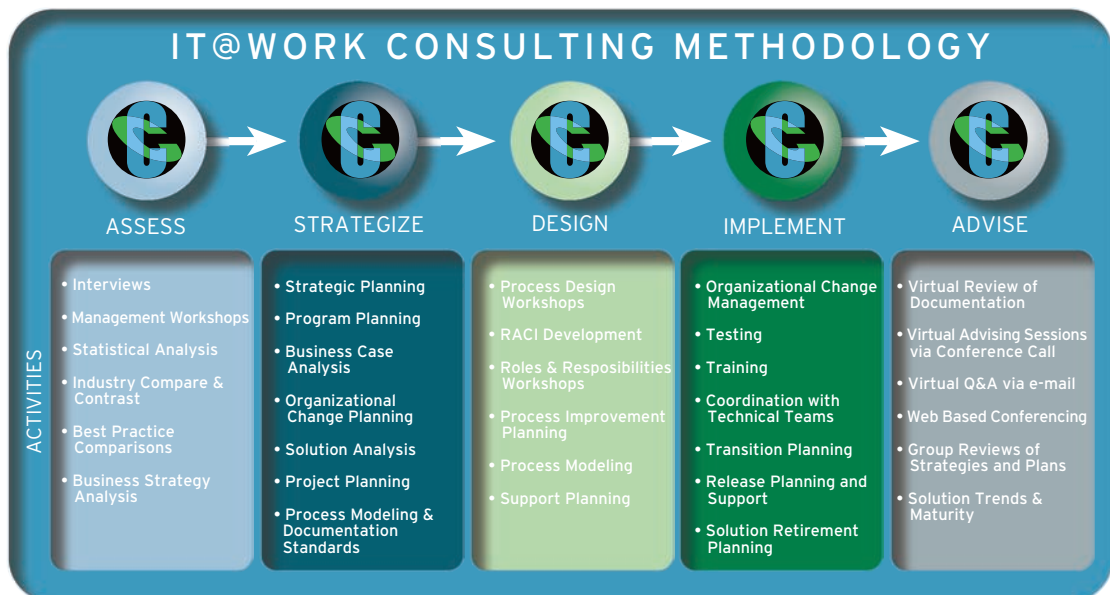 IT@WORK CONSULTING METHODOLOGY
ASSESS
STRATEGIZE
DESIGN
IMPLEMENT
ADVISE
ACTIVITIES
• Interviews
• Management Workshops
• Statistical Analysis
• Industry Compare &
Contrast
• Best Practice
Comparisons
• Business Strategy
Analysis
• Strategic Planning
• Program Planning
• Business Case
Analysis
• Organizational
Change Planning
• Solution Analysis
• Project Planning
• Process Modeling &
Documentation
Standards
• Process Design
Workshops
• RACI Development
• Roles & Resposibilities
Workshops
• Process Improvement
Planning
• Process Modeling
• Support Planning
• Organizational Change
Management
• Testing
• Training
• Coordination with
Technical Teams
• Transition Planning
• Release Planning and
Support
• Solution Retirement
Planning
• Virtual Review of
Documentation
• Virtual Advising Sessions
via Conference Call
• Virtual Q&A via e-mail
• Web Based Conferencing
• Group Reviews of
Strategies and Plans
• Solution Trends &
Maturity